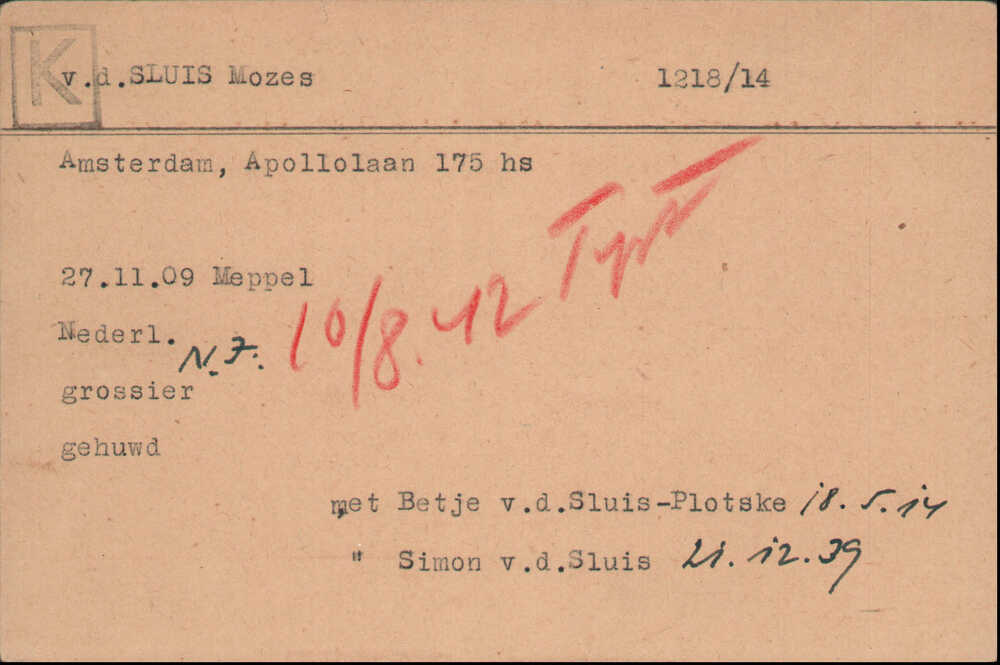 K
v.d.SLUIS Mozes 1218/14
Amsterdam, Apollolaan 175 hs
27.11.09 Meppel
Nederl. N.J.
10/8.42
grossier
gehuwd
met Betje v.d.Sluis-Plotske 18.5.14
" Simon v.d.Sluis 21.12.39